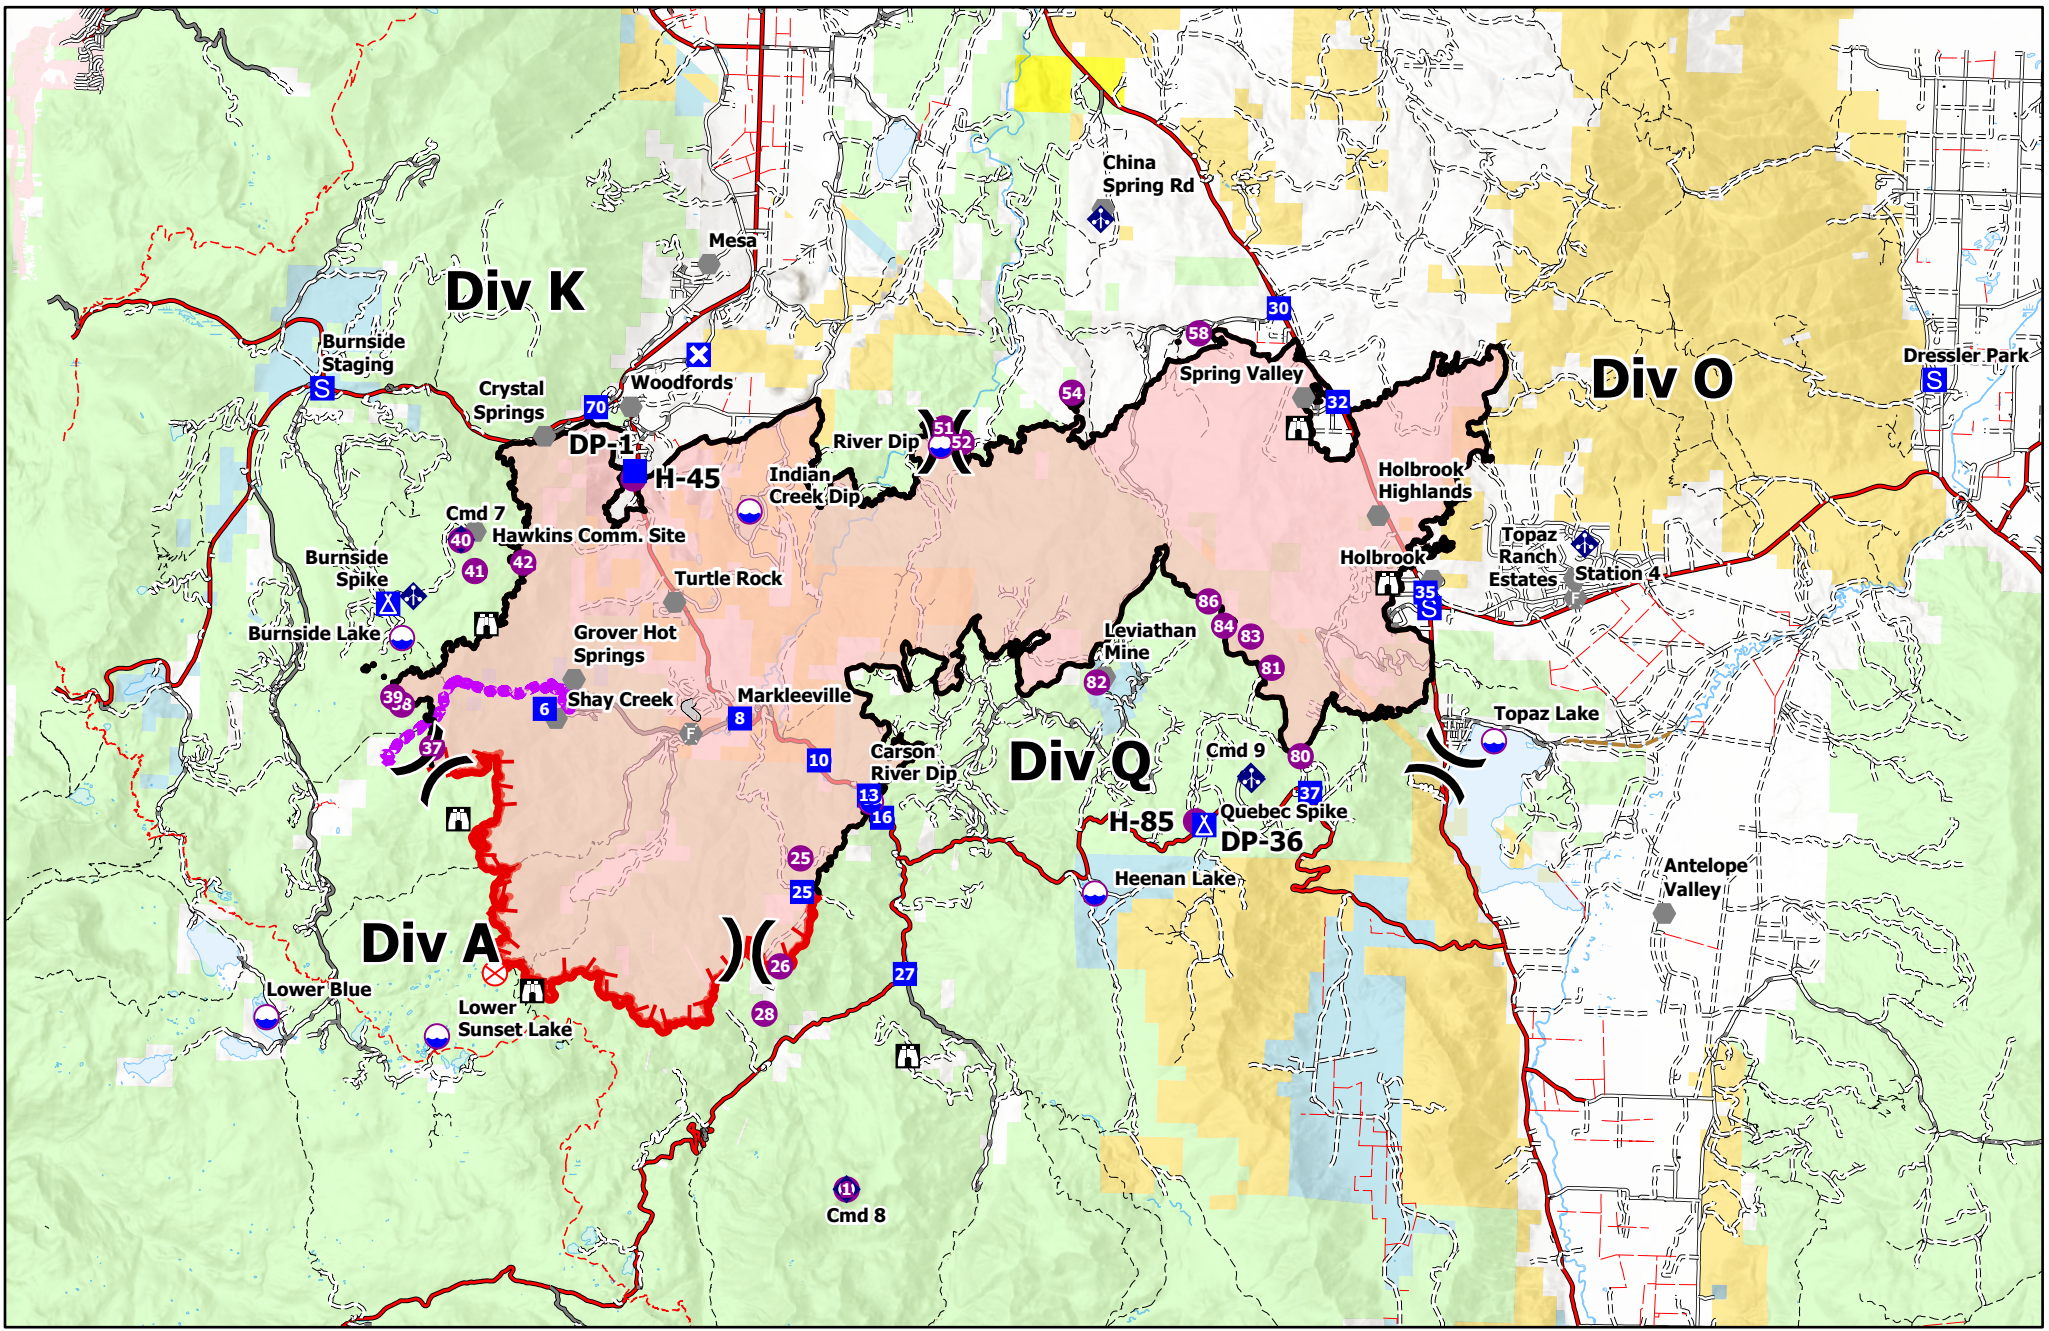 China
Spring Rd
Mesa
Div K
30
Burnside
Staging
S
58
Div O
Dressler Park
S
Crystal
Springs
Woodfords
70
Spring Valley
54
32
DP-1
River Dip
51
52
H-45
Indian
Creek Dip
Holbrook
Highlands
Cmd 7
40
Hawkins Comm. Site
41
42
Topaz
Ranch
Estates
Station 4
F
Burnside
Spike
Holbrook
35
S
Turtle Rock
86
84
83
81
Burnside Lake
Grover Hot
Springs
Leviathan
Mine
82
39
8
Shay Creek
6
Markleeville
8
F
Topaz Lake
37
Carson
River Dip
10
13
16
Div Q
Cmd 9
80
37
H-85
Quebec Spike
DP-36
25
25
Heenan Lake
Antelope
Valley
Div A
26
27
Lower Blue
28
Lower
Sunset Lake
Cmd 8